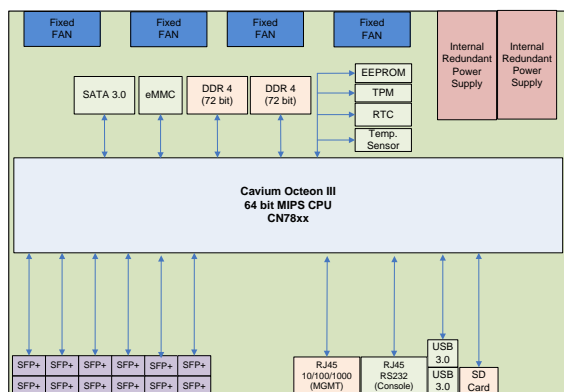 Fixed
FAN
Fixed
FAN
Fixed
FAN
Fixed
FAN
Internal
Redundant
Power
Supply
Internal
Redundant
Power
Supply
SATA 3.0
eMMC
DDR 4
(72 bit)
DDR 4
(72 bit)
EEPROM
TPM
RTC
Temp.
Sensor
Cavium Octeon III
64 bit MIPS CPU
CN78xx
SFP+ SFP+ SFP+ SFP+ SFP+ SFP+
SFP+ SFP+ SFP+ SFP+ SFP+ SFP+
RJ45
10/100/1000
(MGMT)
RJ45
RS232
(Console)
USB
3.0
USB
3.0
SD
Card